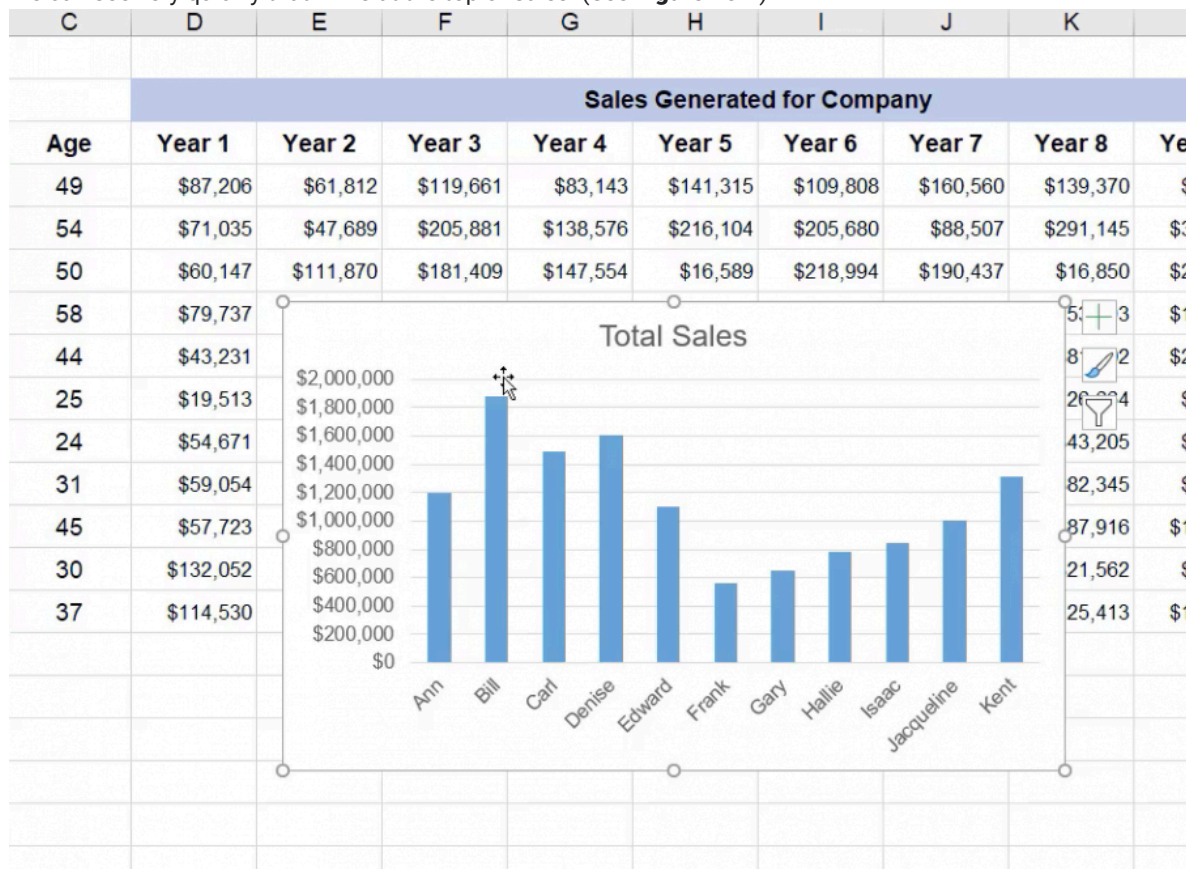 C D E F G H I J K
Sales Generated for Company
Age Year 1 Year 2 Year 3 Year 4 Year 5 Year 6 Year 7 Year 8
49 $87,206 $61,812 $119,661 $83,143 $141,315 $109,808 $160,560 $139,370
54 $71,035 $47,689 $205,881 $138,576 $216,104 $205,680 $88,507 $291,145
50 $60,147 $111,870 $181,409 $147,554 $16,589 $218,994 $190,437 $16,850
58 $79,737
44 $43,231
25 $19,513
24 $54,671 43,205
31 $59,054 82,345
45 $57,723 87,916
30 $132,052 21,562
37 $114,530 25,413
Total Sales
$2,000,000
$1,800,000
$1,600,000
$1,400,000
$1,200,000
$1,000,000
$800,000
$600,000
$400,000
$200,000
$0
Ann Bill Carl Denise Edward Frank Gary Hallie Isaac Jacqueline Kent